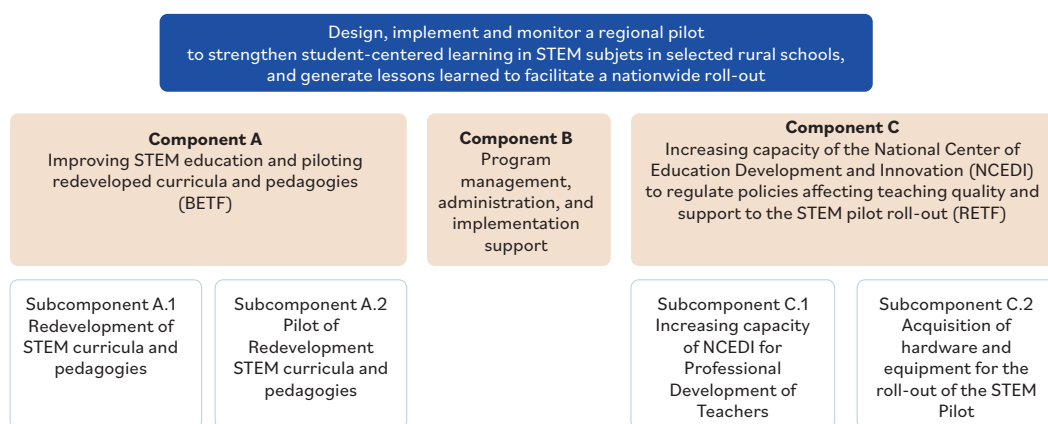 Design, implement and monitor a regional pilot
to strengthen student-centered learning in STEM subjets in selected rural schools,
and generate lessons learned to facilitate a nationwide roll-out
Component A
Improving STEM education and piloting
redeveloped curricula and pedagogies
(BETF)
Component B
Program
management,
administration, and
implementation
support
Component C
Increasing capacity of the National Center of
Education Development and Innovation (NCEDI)
to regulate policies affecting teaching quality and
support to the STEM pilot roll-out (RETF)
Subcomponent A.1
Redevelopment of
STEM curricula and
pedagogies
Subcomponent A.2
Pilot of
Redevelopment
STEM curricula and
pedagogies
Subcomponent C.1
Increasing capacity
of NCEDI for
Professional
Development of
Teachers
Subcomponent C.2
Acquisition of
hardware and
equipment for the
roll-out of the STEM
Pilot